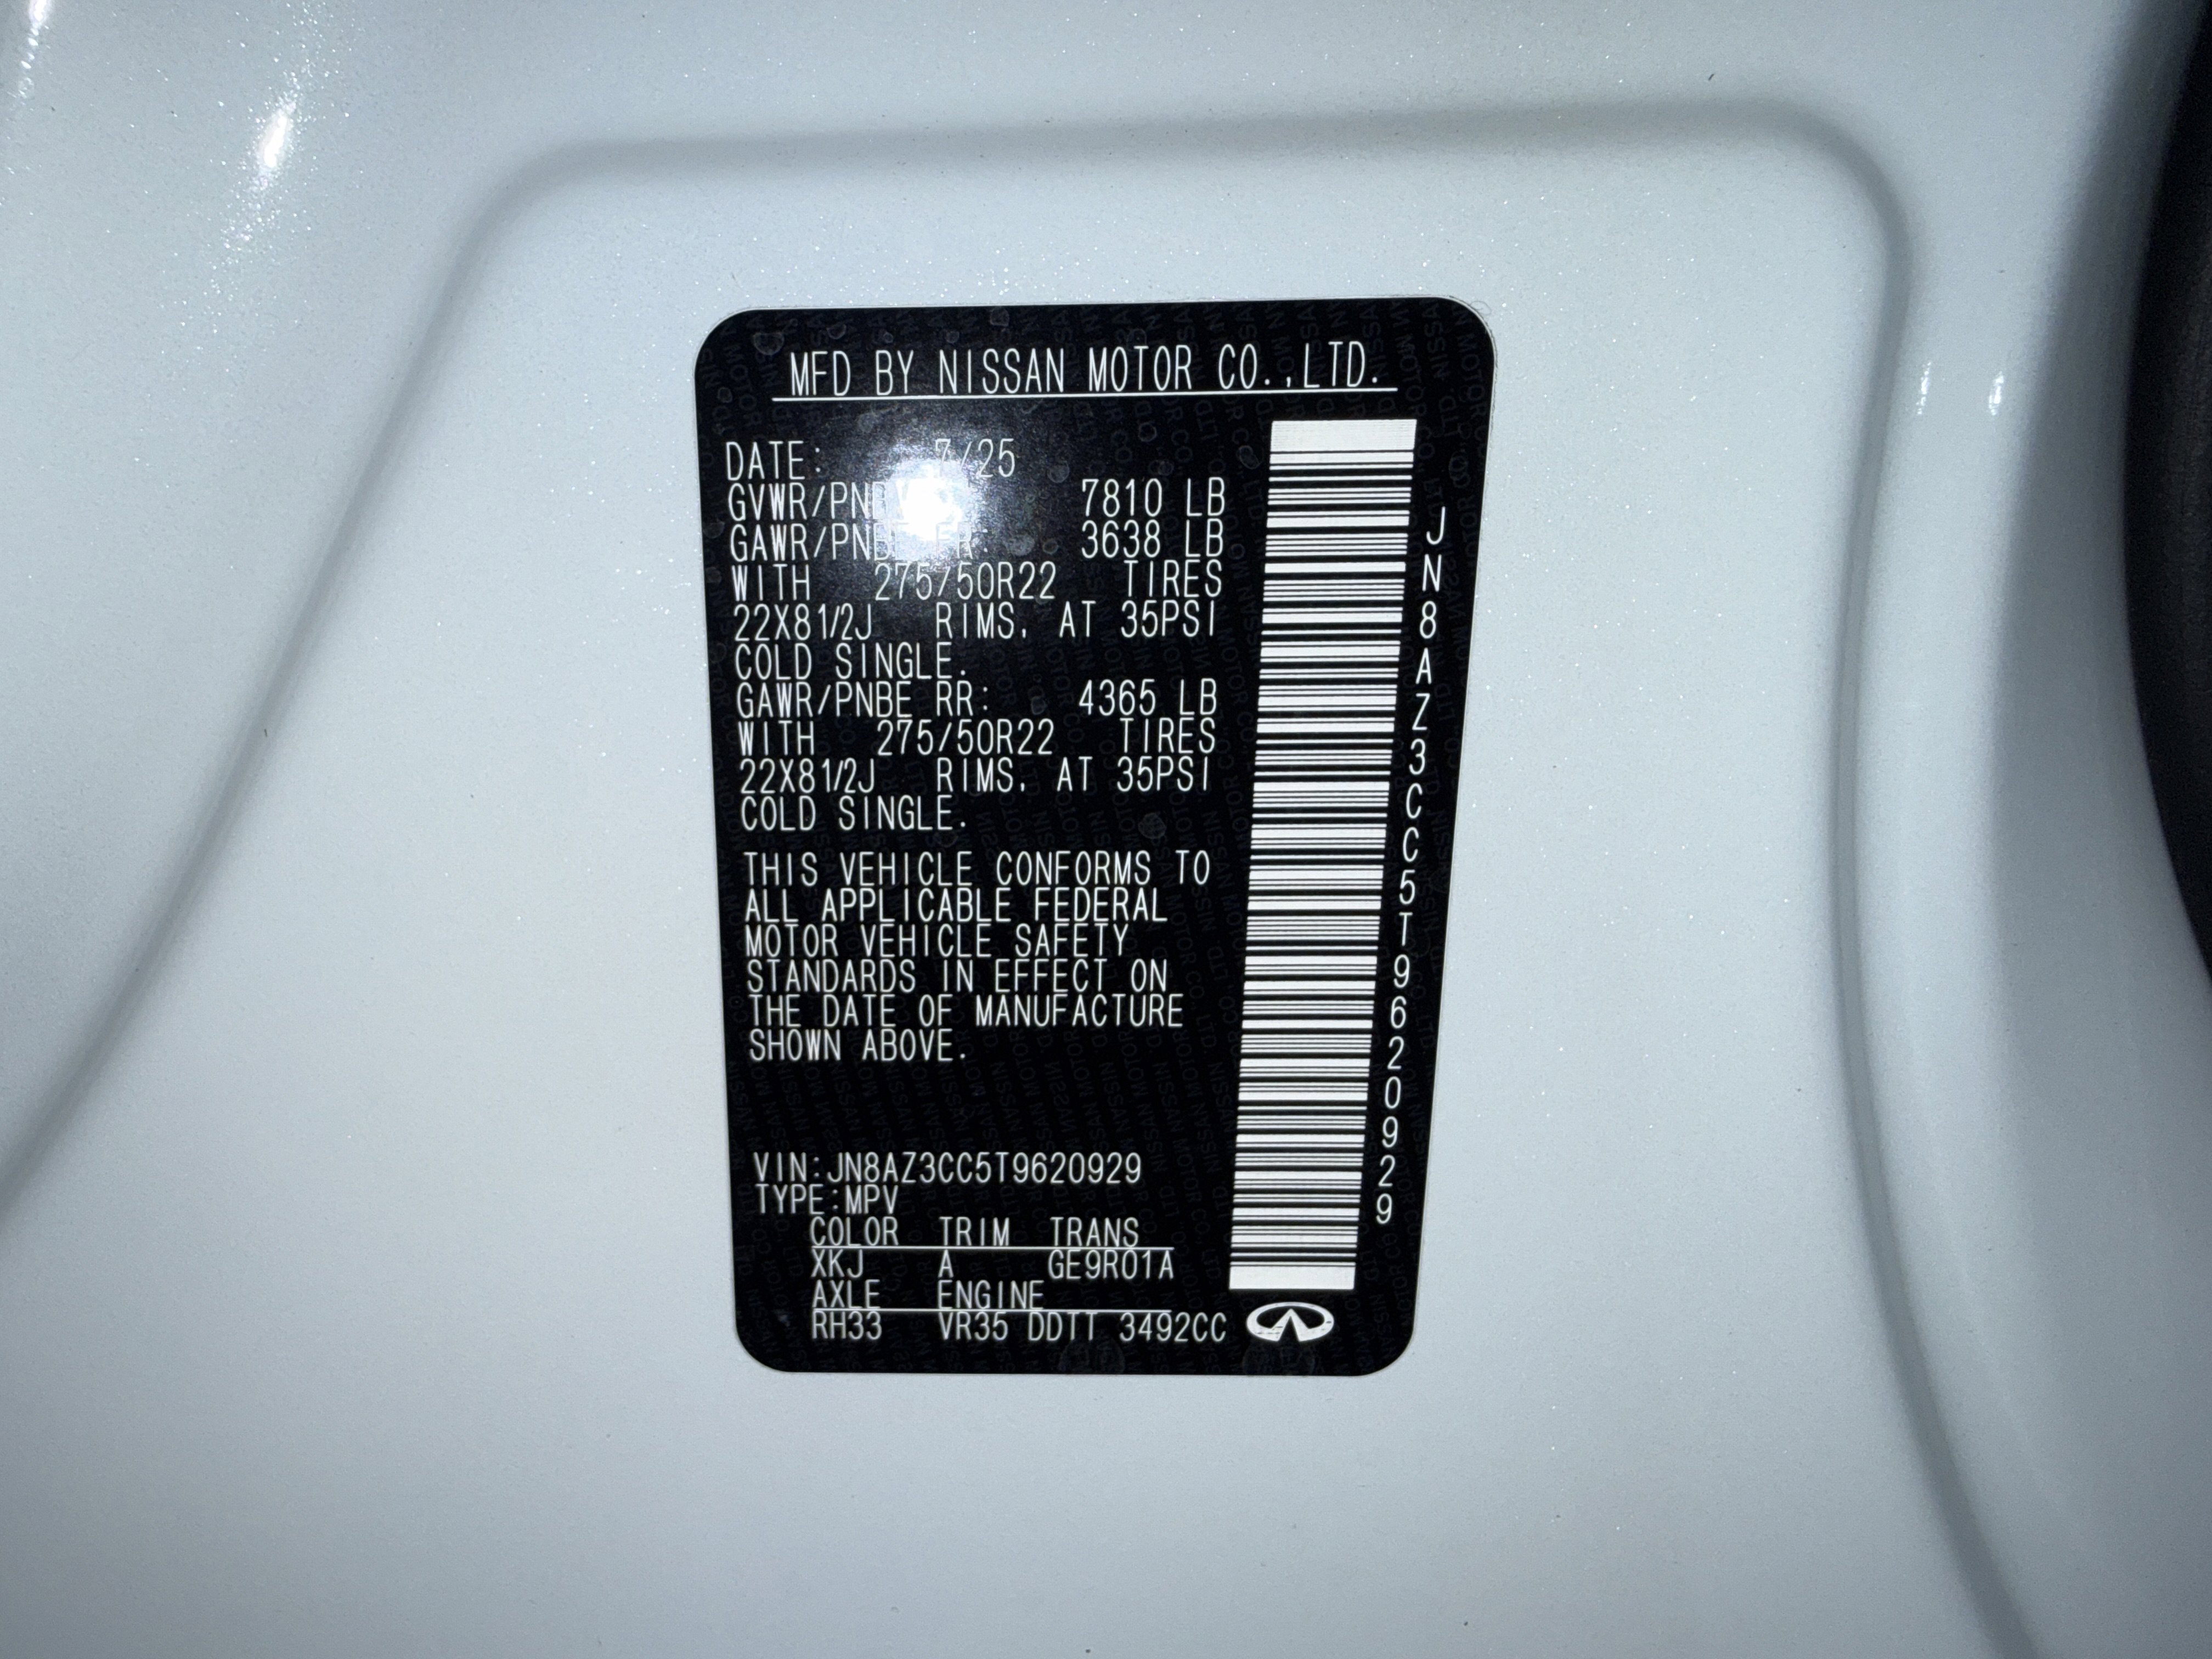 MFD BY NISSAN MOTOR CO.,LTD.
DATE: 7/25
7810 LB
FR: 3638 LB
WITH 275/50R22 TIRES
22X81/2J RIMS. AT 35PSI
COLD SINGLE.
GAWR/PNBE RR: 4365 LB
WITH 275/50R22 TIRES
22X81/2J RIMS. AT 35PSI
COLD SINGLE.
THIS VEHICLE CONFORMS TO
ALL APPLICABLE FEDERAL
MOTOR VEHICLE SAFETY
STANDARDS IN EFFECT ON
THE DATE OF MANUFACTURE
SHOWN ABOVE.
VIN:JN8AZ3CC5T9620929
TYPE:MPV
COLOR TRIM TRANS
XKJ A GE9R01A
AXLE ENGINE
RH33 VR35 DDTT 3492CC
JN8AZ3CC5T9620929